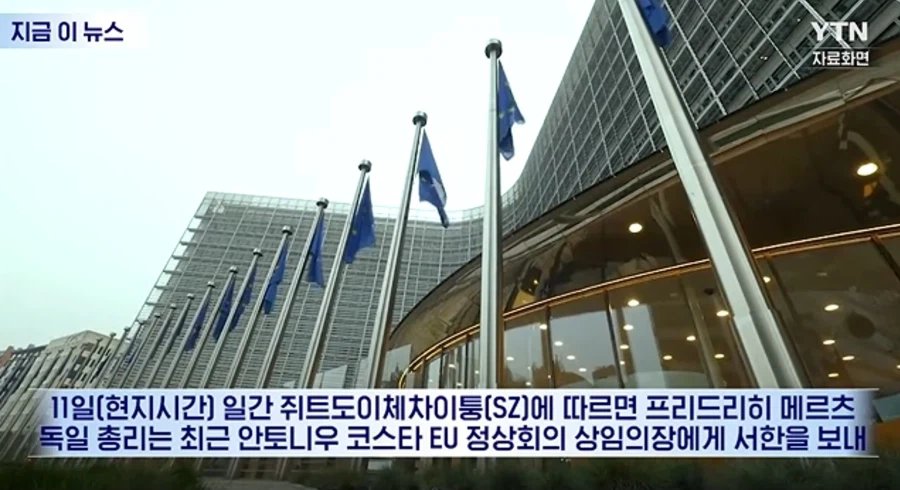 지금 이 뉴스
YTN
자료화면
11일(현지시간) 일간 쥐트도이체차이퉁(SZ)에 따르면 프리드리히 메르츠
독일 총리는 최근 안토니우 코스타 EU 정상회의 상임의장에게 서한을 보내